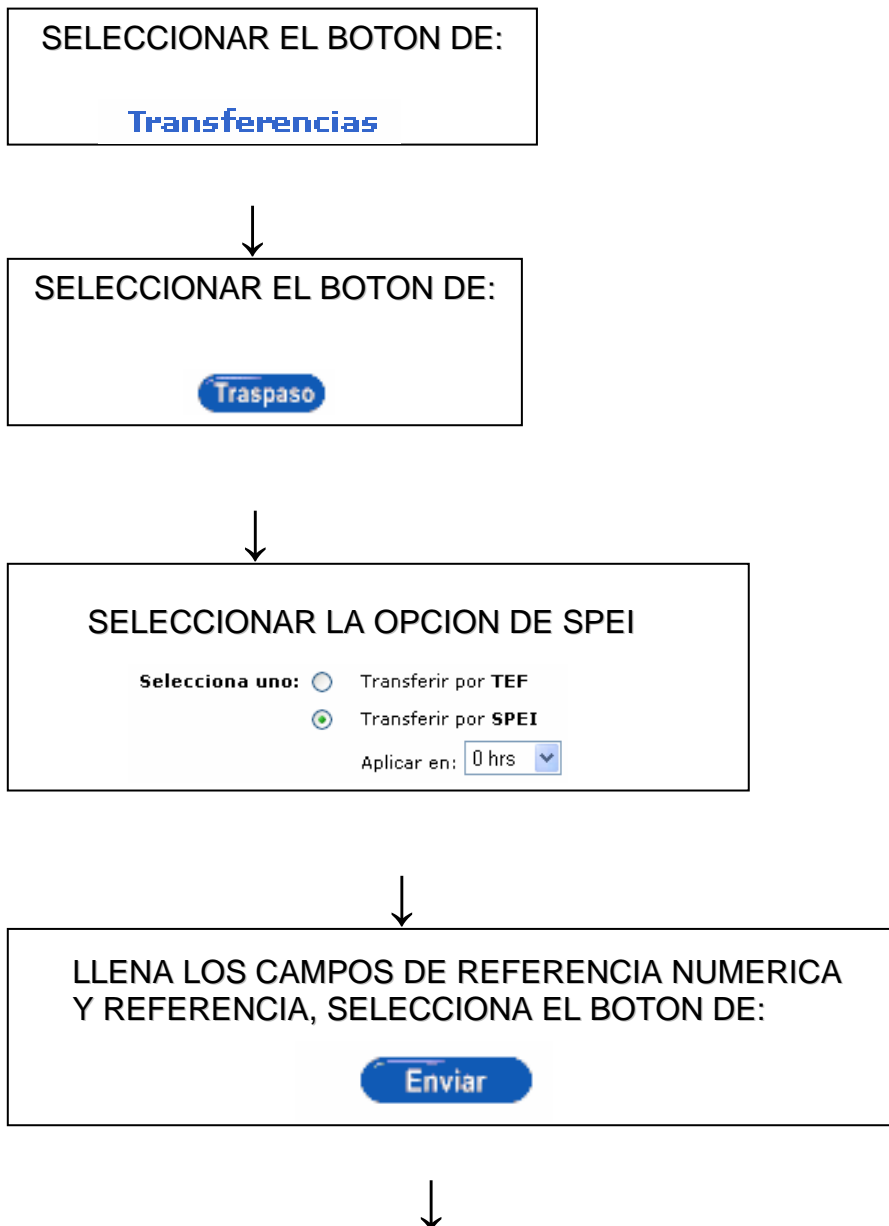 SELECCIONAR EL BOTON DE:
Transferencias
SELECCIONAR EL BOTON DE:
Traspaso
SELECCIONAR LA OPCION DE SPEI
Selecciona uno: Transferir por TEF
Transferir por SPEI
Aplicar en: 0 hrs
LLENA LOS CAMPOS DE REFERENCIA NUMERICA
Y REFERENCIA, SELECCIONA EL BOTON DE:
Enviar